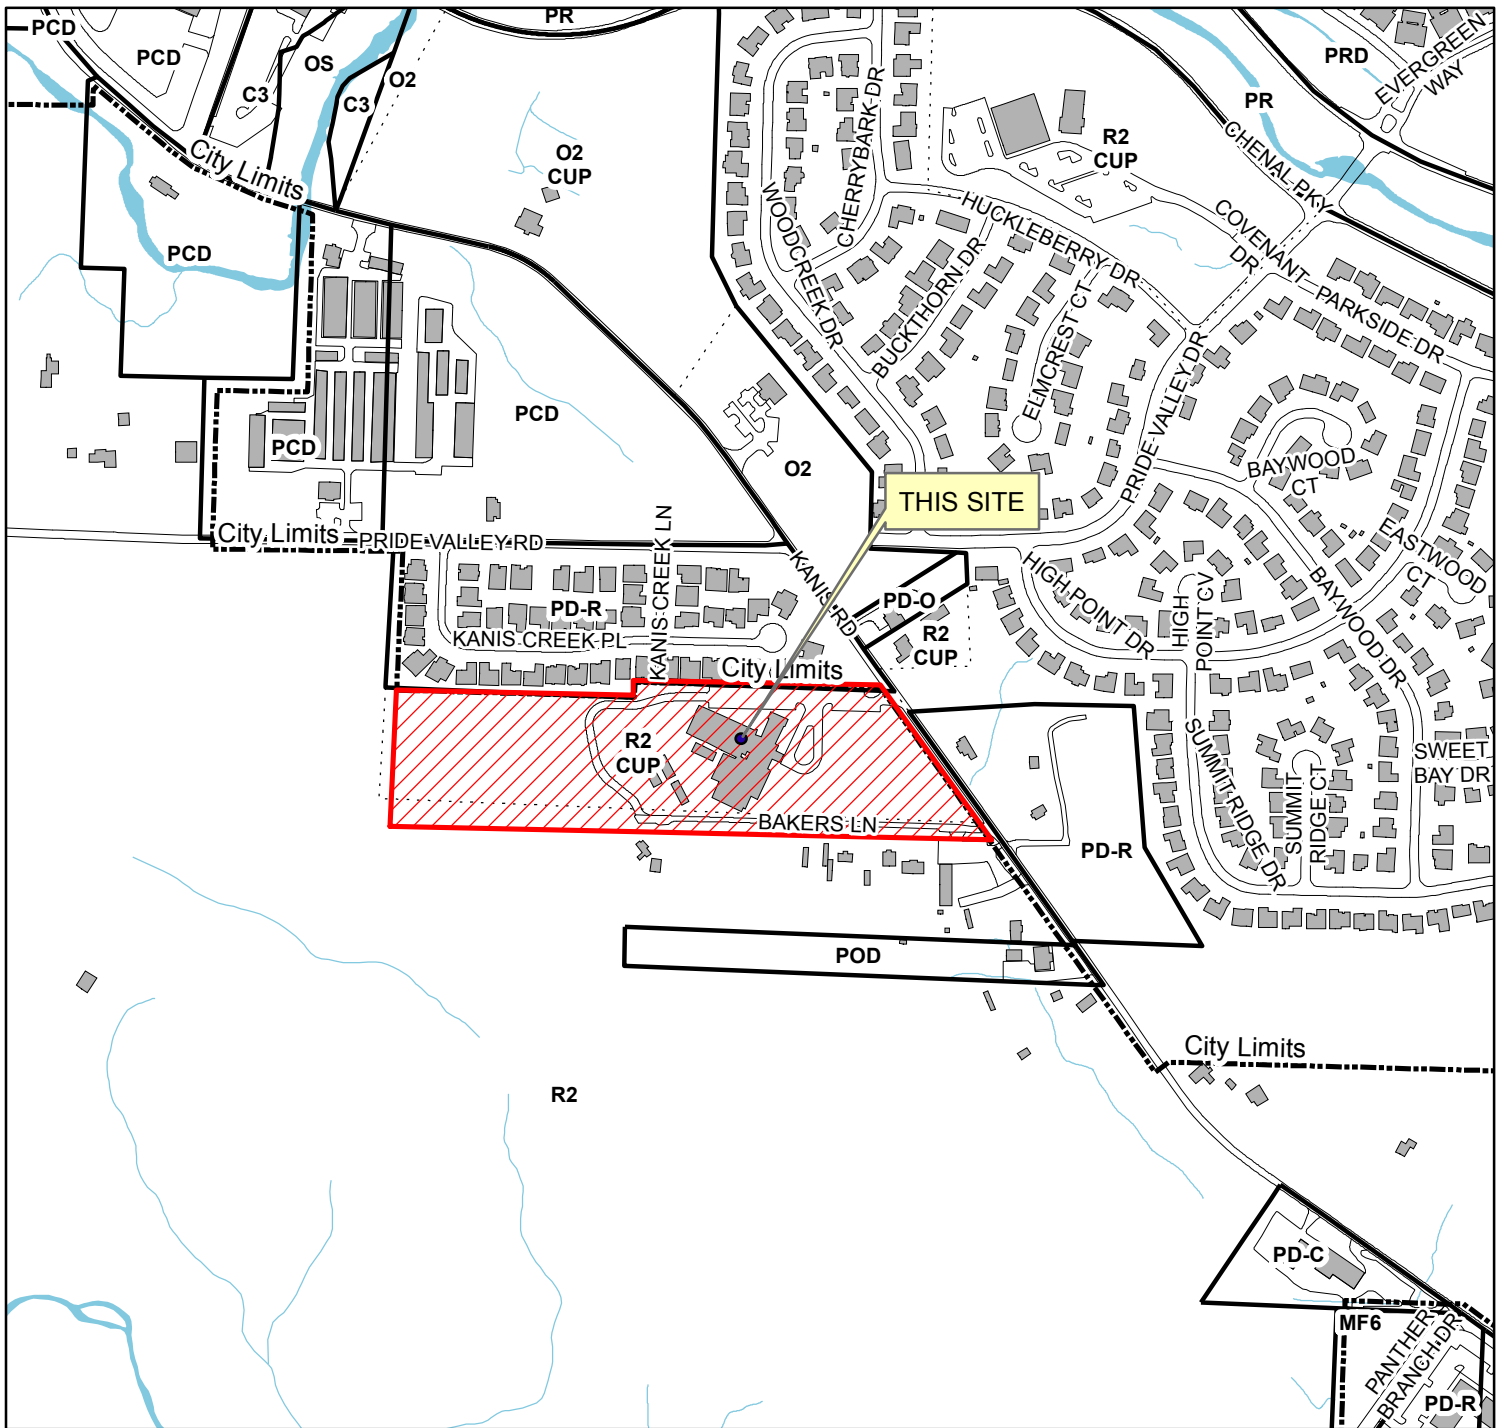 PCD
PR
PCD
OS
C3
C3
O2
PRD
EVERGREEN
WAY
PR
CHERRYBARK DR
R2
CUP
CHENAL PKY
City Limits
O2
CUP
WOODCREEK DR
HUCKLEBERRY DR
COVENANT
DR
PCD
BUCKTHORN DR
ELMCREST CT
PARKSIDE DR
PRIDE VALLEY DR
PCD
PCD
O2
BAYWOOD
CT
THIS SITE
City Limits
PRIDE VALLEY RD
KANIS CREEK LN
KANIS RD
EASTWOOD
CT
HIGH POINT DR
HIGH
POINT CV
BAYWOOD DR
PD-R
PD-O
KANIS CREEK PL
R2
CUP
City Limits
R2
CUP
SUMMIT RIDGE DR
SUMMIT
RIDGE CT
SWEET
BAY DR
BAKERS LN
PD-R
POD
City Limits
R2
PD-C
MF6
PANTHER
BRANCH DR
PD-R